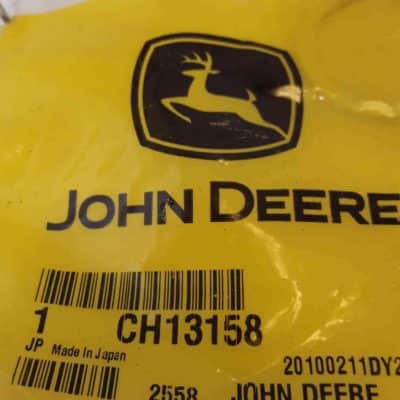 JOHN DEERE
1 CH13158
JP Made in Japan
20100211DY2
2558 JOHN DEERE